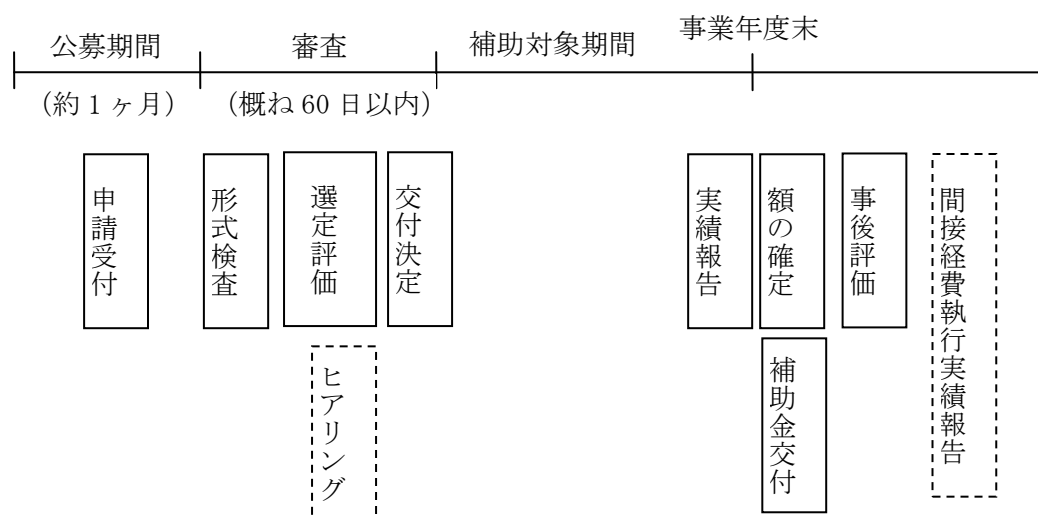 公募期間
審査
補助対象期間
事業年度末
(約1ヶ月)
(概ね60日以内)
申請受付
形式検査
選定評価
交付決定
実績報告
額の確定
事後評価
間接経費執行実績報告
ヒアリング
補助金交付